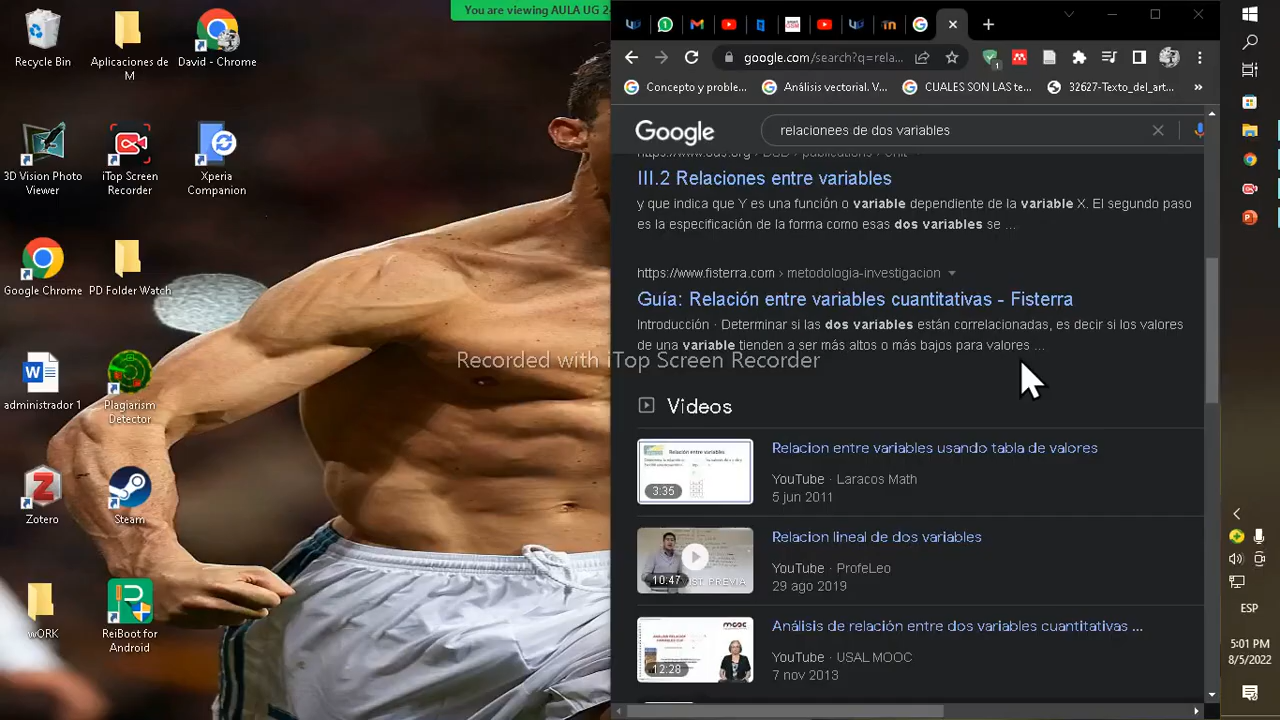 You are viewing AULA UG 2
Recycle Bin
Aplicaciones de M
David - Chrome
3D Vision Photo Viewer
iTop Screen Recorder
Xperia Companion
Google Chrome
PD Folder Watch
administrador 1
Plagiarism Detector
Zotero
Steam
wORK
ReiBoot for Android
google.com/search?q=rela...
Concepto y proble...
Análisis vectorial. V...
CUALES SON LAS te...
32627-Texto_del_art...
Google
relaciones de dos variables
III.2 Relaciones entre variables
y que indica que Y es una función o variable dependiente de la variable X. El segundo paso
es la especificación de la forma como esas dos variables se ...
https://www.fisterra.com › metodologia-investigacion
Guía: Relación entre variables cuantitativas - Fisterra
Introducción · Determinar si las dos variables están correlacionadas, es decir si los valores
de una variable tienden a ser más altos o más bajos para valores ...
Recorded with iTop Screen Recorder
Videos
Relacion entre variables usando tabla de valores
YouTube · Laracos Math
5 jun 2011
3:35
Relacion lineal de dos variables
YouTube · ProfeLeo
29 ago 2019
10:47
Análisis de relación entre dos variables cuantitativas ...
YouTube · USAL MOOC
7 nov 2013
12:28
ESP
5:01 PM
8/5/2022